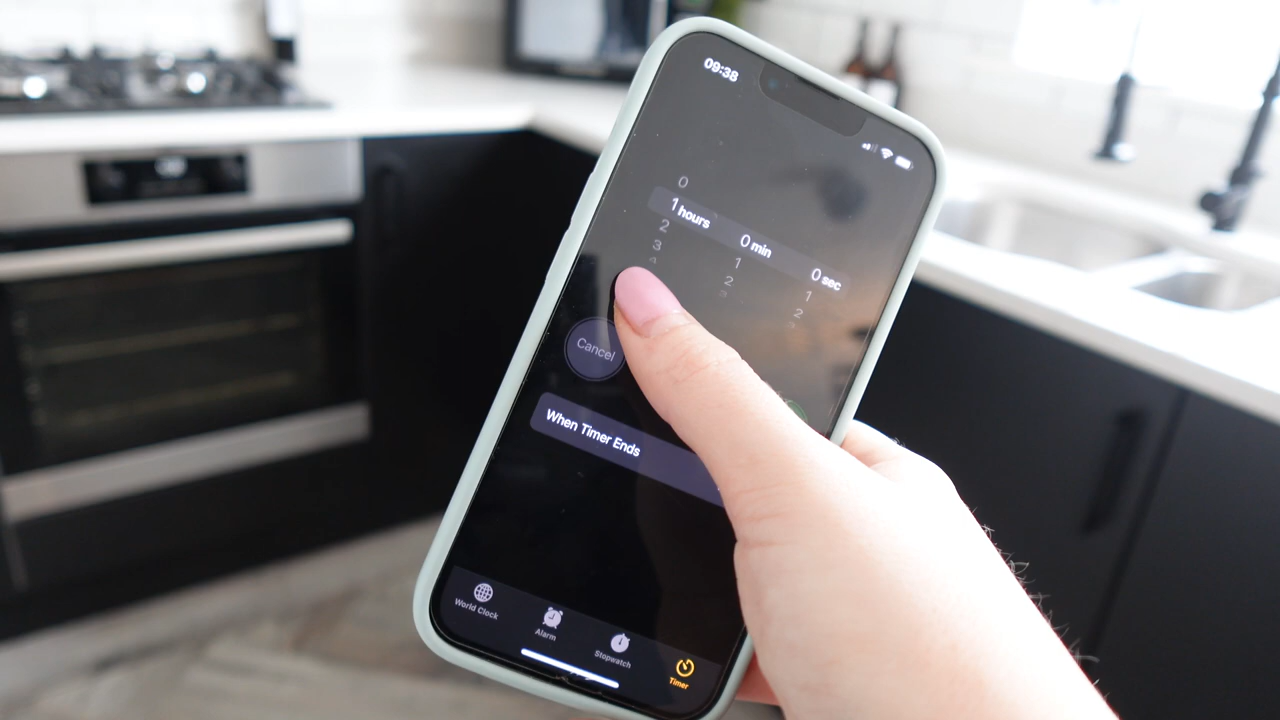 09:38
0
1 hours 0 min 0 sec
2 1 1
3 2 2
Cancel
When Timer Ends
World Clock Alarm Stopwatch Timer